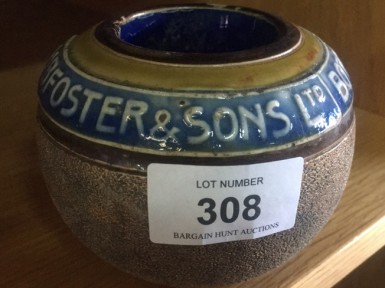 FOSTER & SONS LTD
LOT NUMBER
308
BARGAIN HUNT AUCTIONS